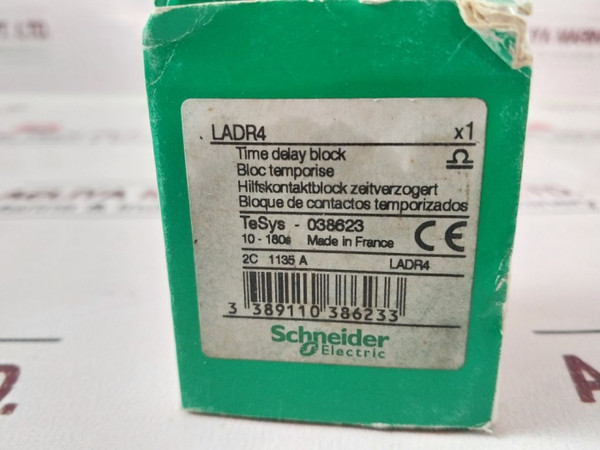 LADR4 x1
Time delay block
Bloc temporise
Hilfskontaktblock zeitverzogert
Bloque de contactos temporizados
TeSys - 038623
10 - 180s Made in France CE
2C 1135 A LADR4
3 389110 386233
Schneider
Electric